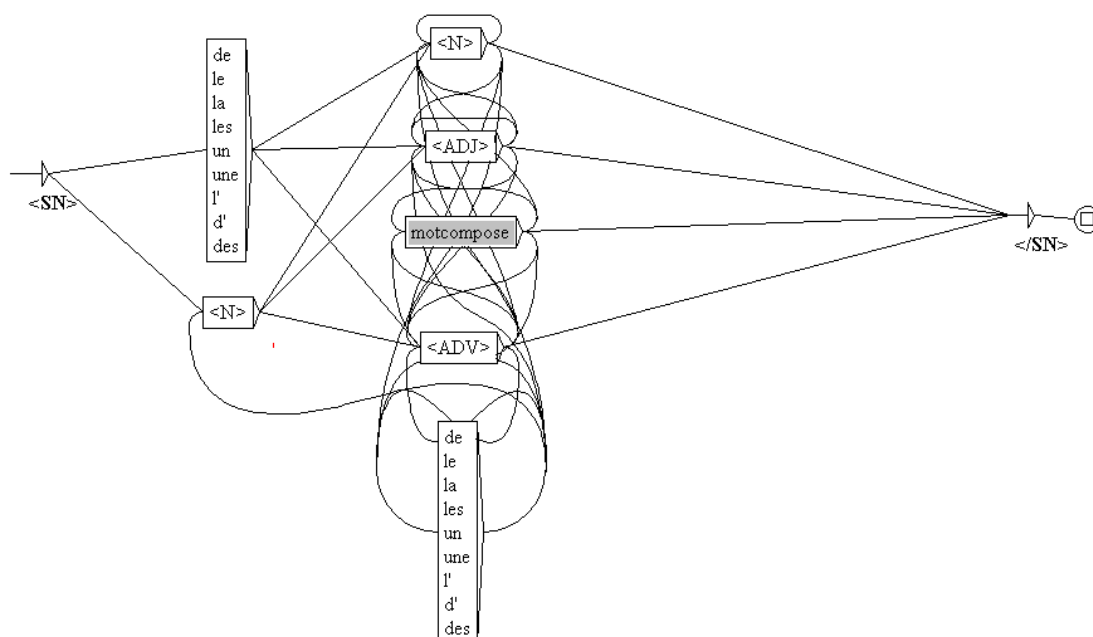 <SN>
de
le
la
les
un
une
l'
d'
des
<N>
<N>
<ADJ>
motcompose
<ADV>
de
le
la
les
un
une
l'
d'
des
</SN>